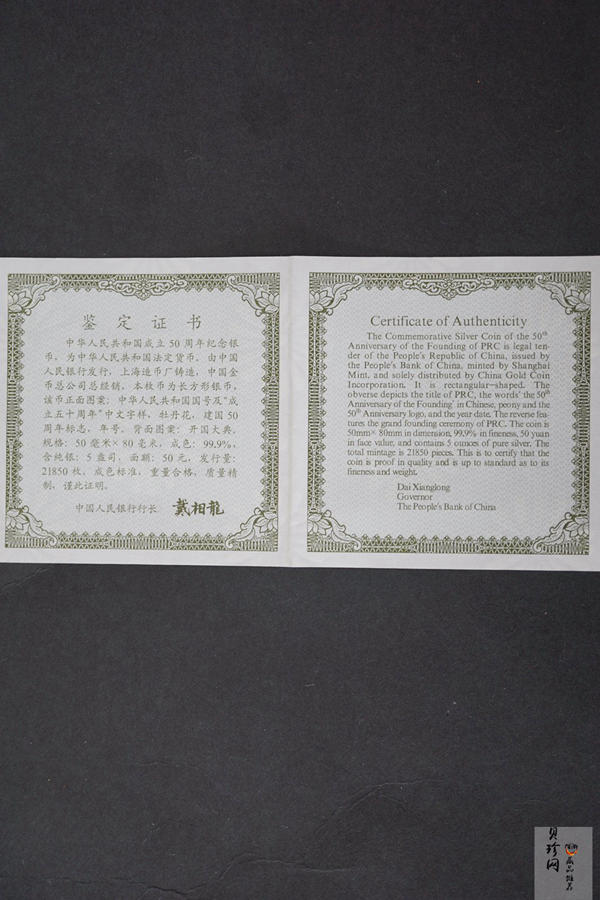 鉴定证书
中华人民共和国成立50周年纪念银
币，为中华人民共和国法定货币，由中国
人民银行发行，上海造币厂铸造，中国金
币总公司总经销。本枚币为长方形银币，
该币正面图案：中华人民共和国国号及“成
立五十周年”中文字样，牡丹花，建国50
周年标志，年号。背面图案：开国大典，
规格：50毫米×80毫米，成色：99.9%，
含纯银：5盎司，面额：50元，发行量：
21850枚，成色标准，重量合格，质量精
制，谨此证明。
中国人民银行行长 戴相龍
Certificate of Authenticity
The Commemorative Silver Coin of the 50th
Anniversary of the Founding of PRC is legal ten-
der of the People's Republic of China, issued by
the People's Bank of China, minted by Shanghai
Mint, and solely distributed by China Gold Coin
Incorporation. It is rectangular-shaped. The
obverse depicts the title of PRC, the words' the 50th
Anniversary of the Founding' in Chinese, peony and the
50th Anniversary logo, and the year date. The reverse fea-
tures the grand founding ceremony of PRC. The coin is
50mm× 80mm in dimension, 99.9% in fineness, 50 yuan
in face value, and contains 5 ounces of pure silver. The
total mintage is 21850 pieces. This is to certify that the
coin is proof in quality and is up to standard as to its
fineness and weight.
Dai Xianglong
Governor
The People's Bank of China
贝珍网
藏品推荐